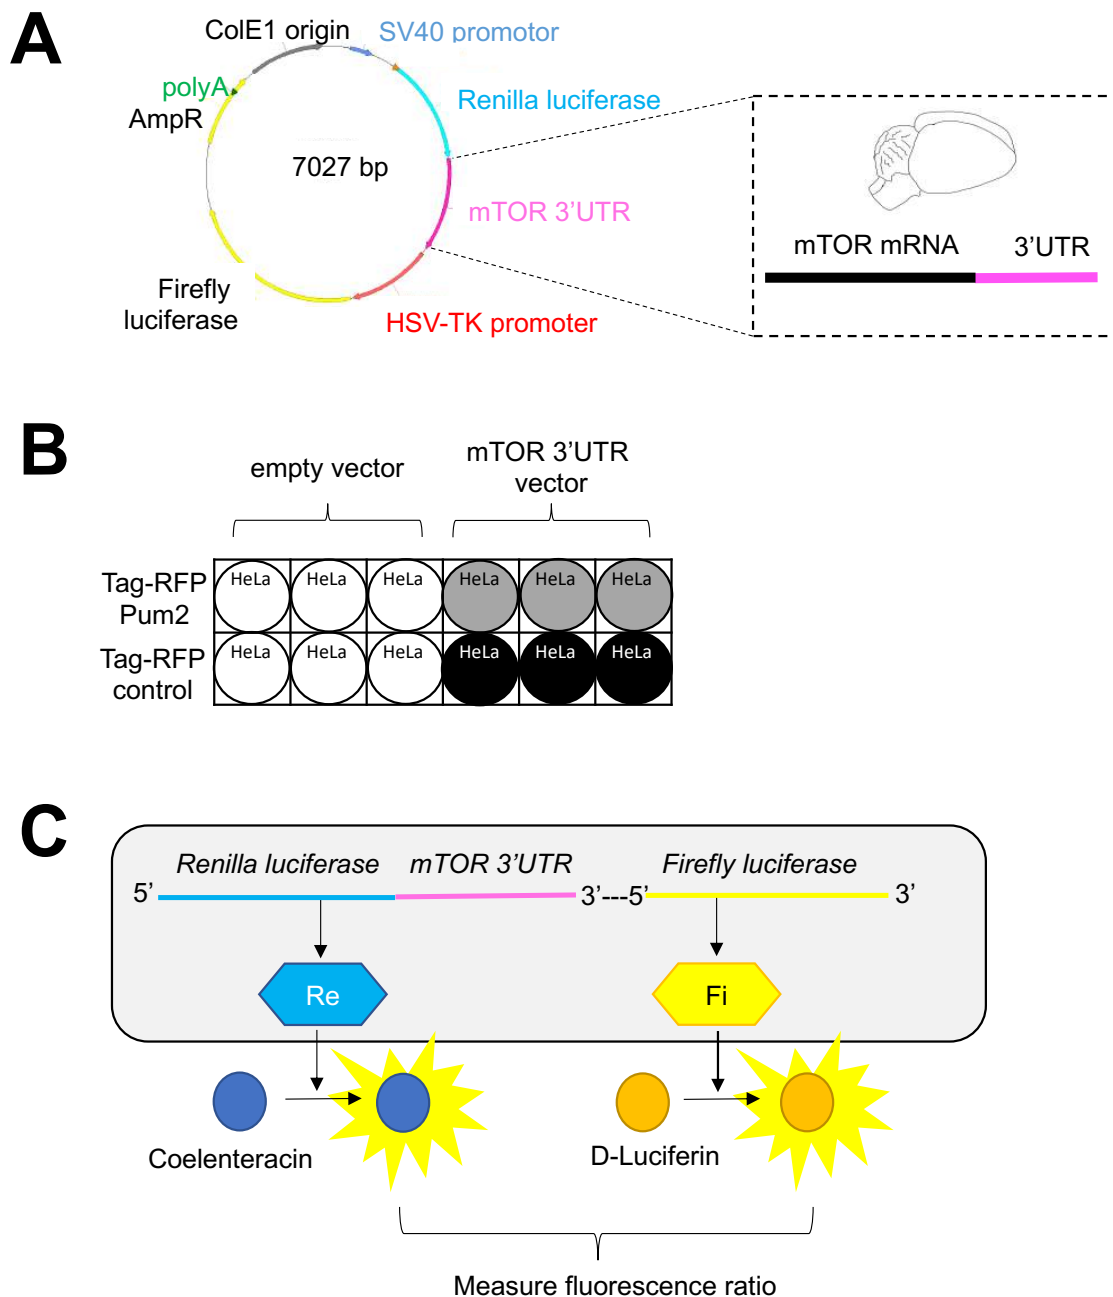 A
ColE1 origin
SV40 promotor
polyA
AmpR
Renilla luciferase
7027 bp
mTOR 3’UTR
Firefly
luciferase
HSV-TK promoter
mTOR mRNA
3’UTR
B
empty vector
mTOR 3’UTR
vector
Tag-RFP
Pum2
HeLa HeLa HeLa HeLa HeLa HeLa
Tag-RFP
control
HeLa HeLa HeLa HeLa HeLa HeLa
C
Renilla luciferase mTOR 3’UTR Firefly luciferase
5’ 3’---5’ 3’
Re
Fi
Coelenteracin
D-Luciferin
Measure fluorescence ratio